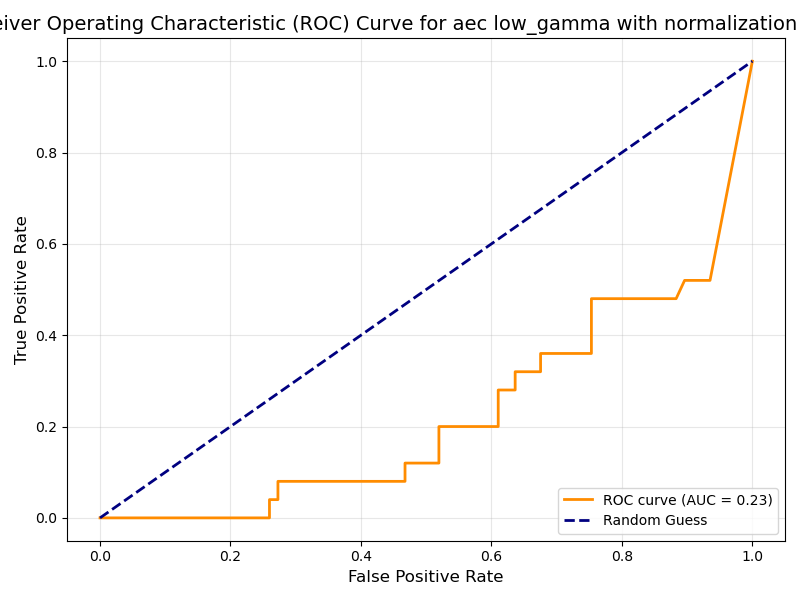 eiver Operating Characteristic (ROC) Curve for aec low_gamma with normalization
True Positive Rate
1.0
0.8
0.6
0.4
0.2
0.0
0.0 0.2 0.4 0.6 0.8 1.0
False Positive Rate
ROC curve (AUC = 0.23)
Random Guess